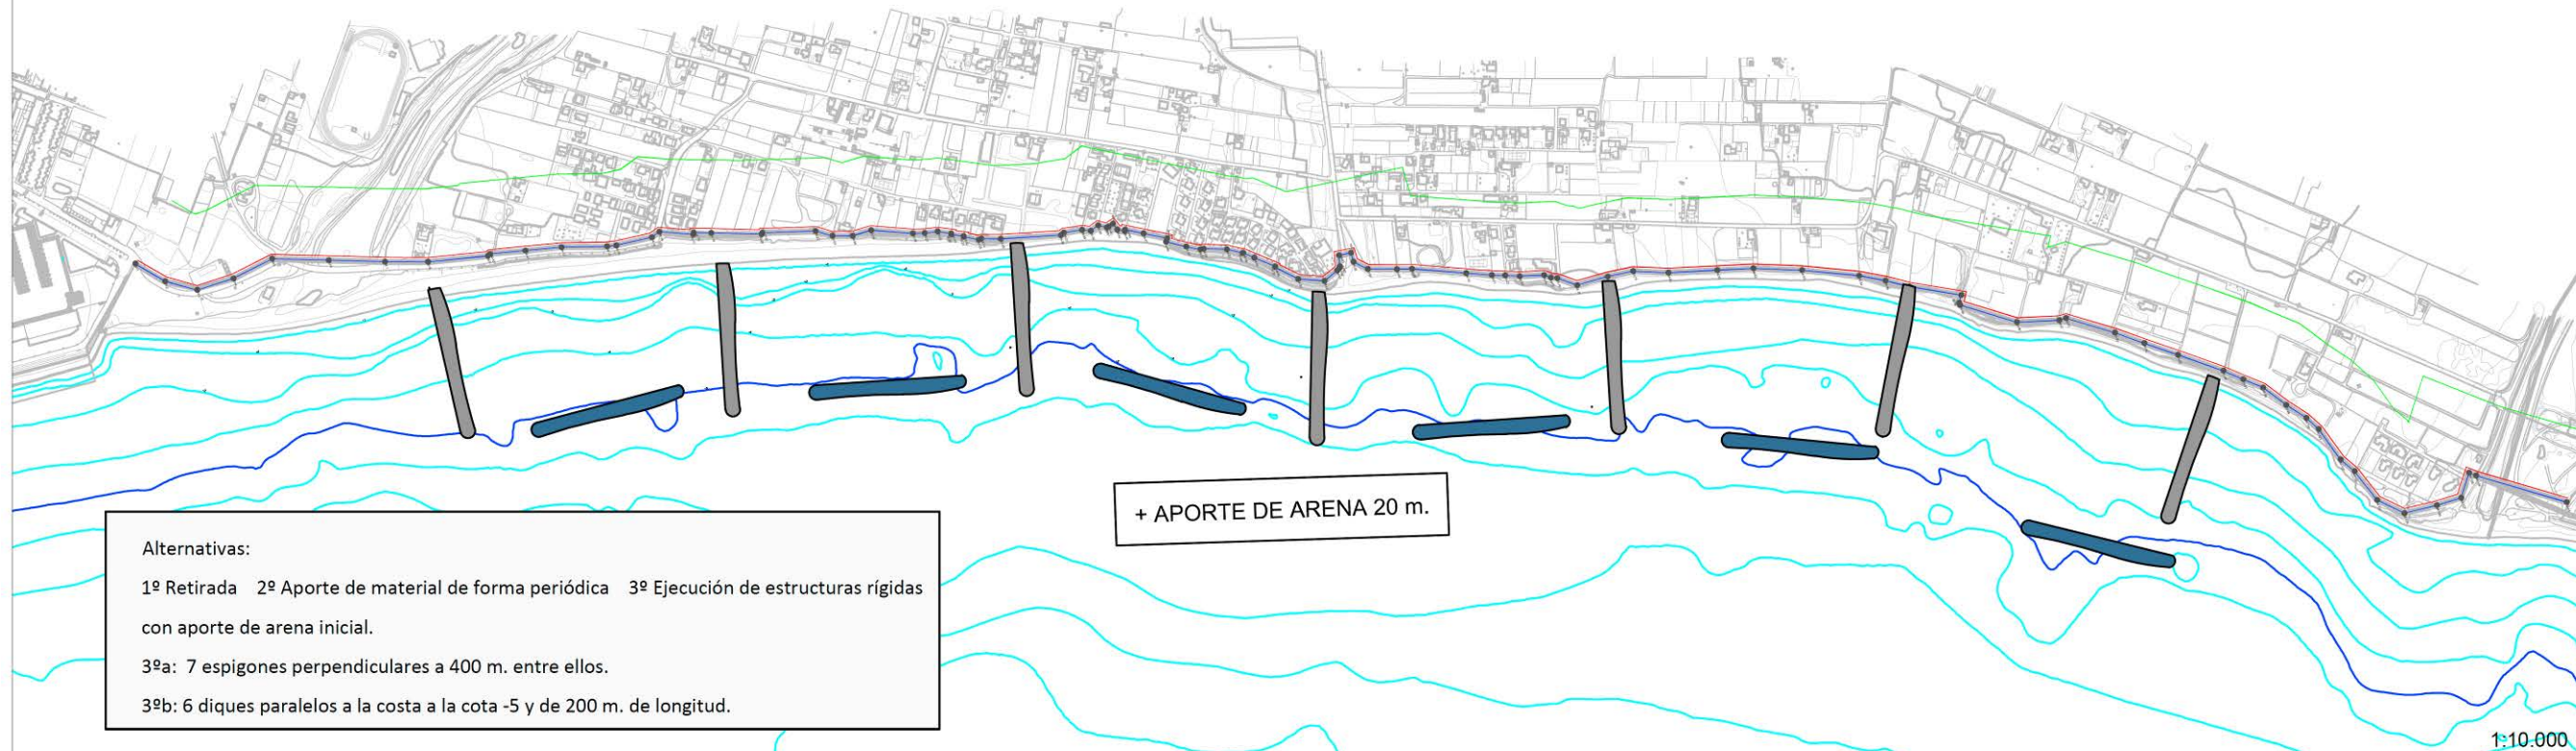 + APORTE DE ARENA 20 m.
Alternativas:
1º Retirada 2º Aporte de material de forma periódica 3º Ejecución de estructuras rígidas
con aporte de arena inicial.
3ºa: 7 espigones perpendiculares a 400 m. entre ellos.
3ºb: 6 diques paralelos a la costa a la cota -5 y de 200 m. de longitud.
1:10.000